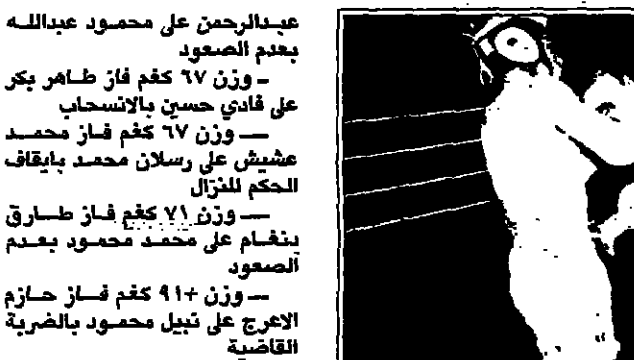 عبدالرحمن على محمود عبدالله
بعدم الصعود
ـ وزن ٦٧ كغم فاز طاهر بكر
على فادي حسين بالانسحاب
ـ وزن ٦٧ كغم فاز محمد
عشيش على رسلان محمد بايقاف
الحكم للنزال
ـ وزن ٧١ كغم فاز طارق
ينغام على محمد محمود بعدم
الصعود
ـ وزن +٩١ كغم فاز حازم
الاعرج على نبيل محمود بالضربة
القاضية